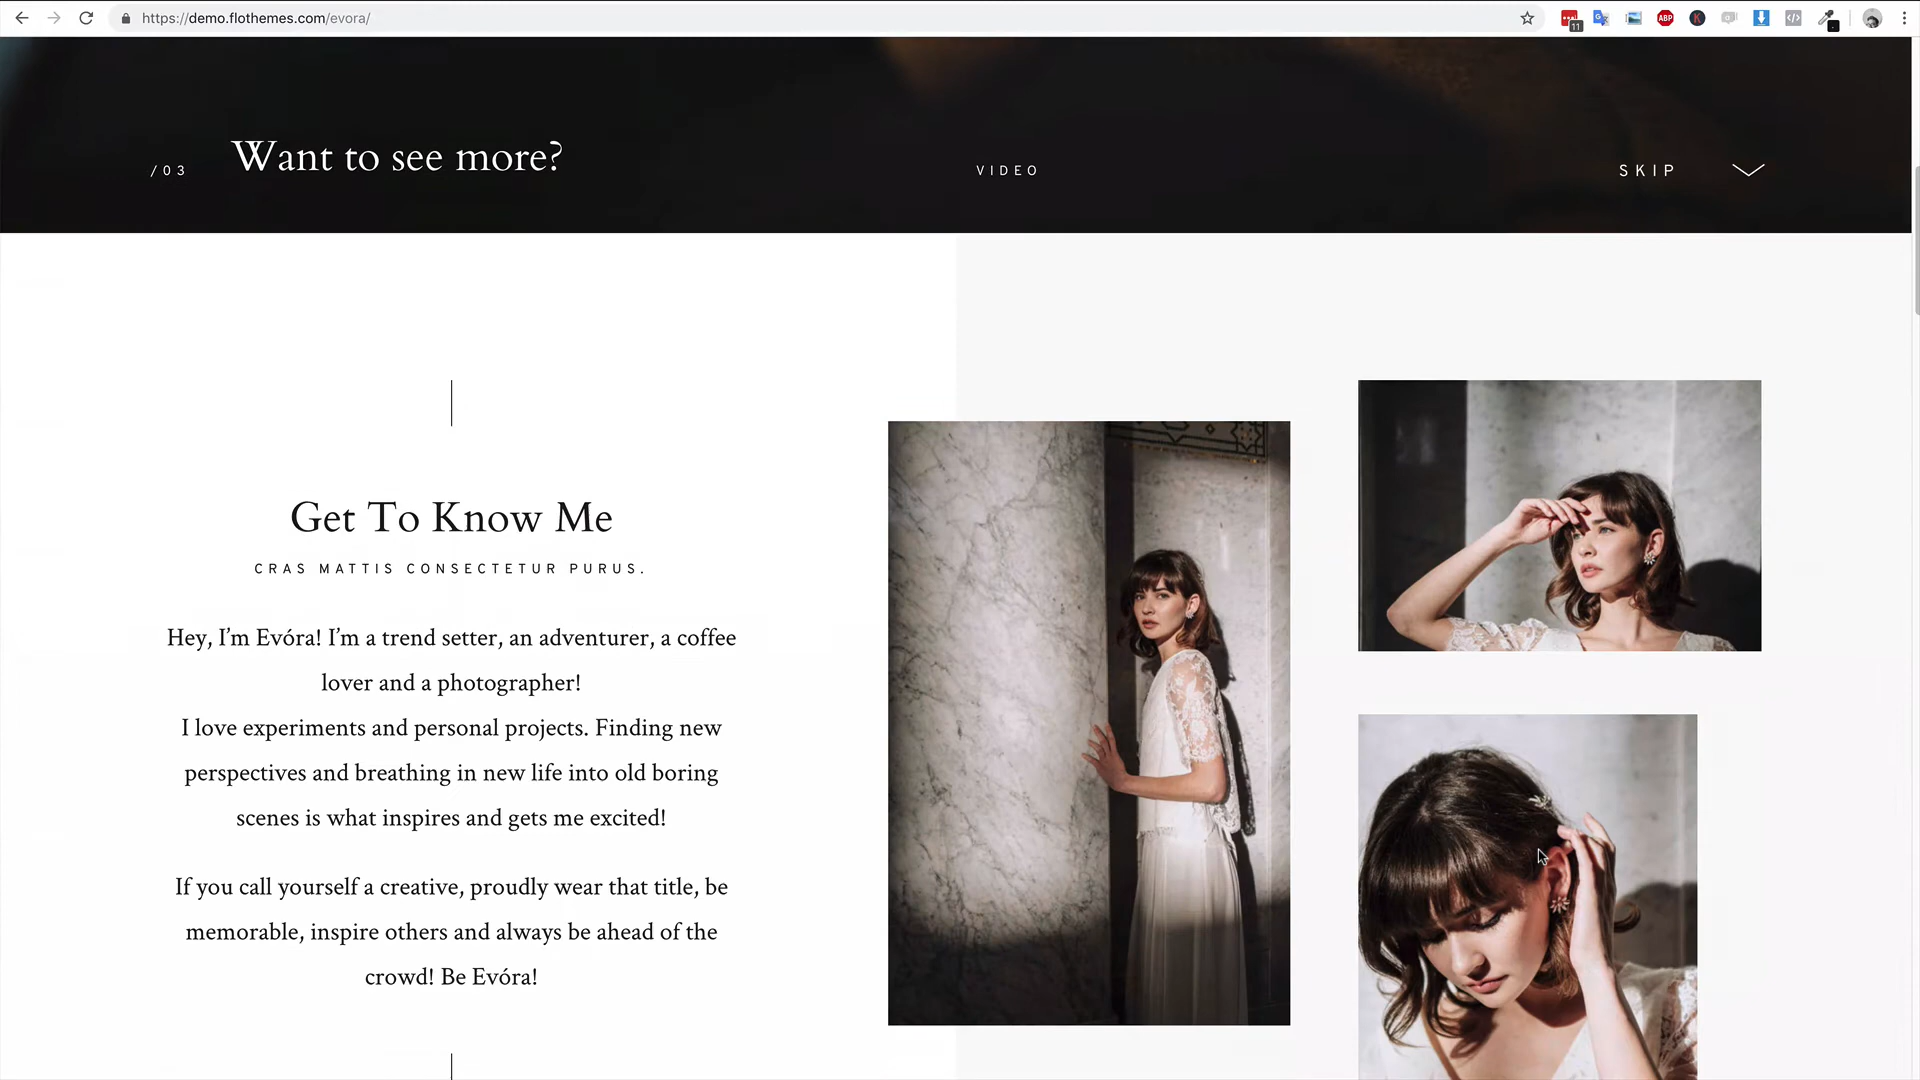 https://demo.flothemes.com/evora/
11
ABP
K
/03
Want to see more?
VIDEO
SKIP
Get To Know Me
CRAS MATTIS CONSECTETUR PURUS.
Hey, I’m Evóra! I’m a trend setter, an adventurer, a coffee
lover and a photographer!
I love experiments and personal projects. Finding new
perspectives and breathing in new life into old boring
scenes is what inspires and gets me excited!
If you call yourself a creative, proudly wear that title, be
memorable, inspire others and always be ahead of the
crowd! Be Evóra!